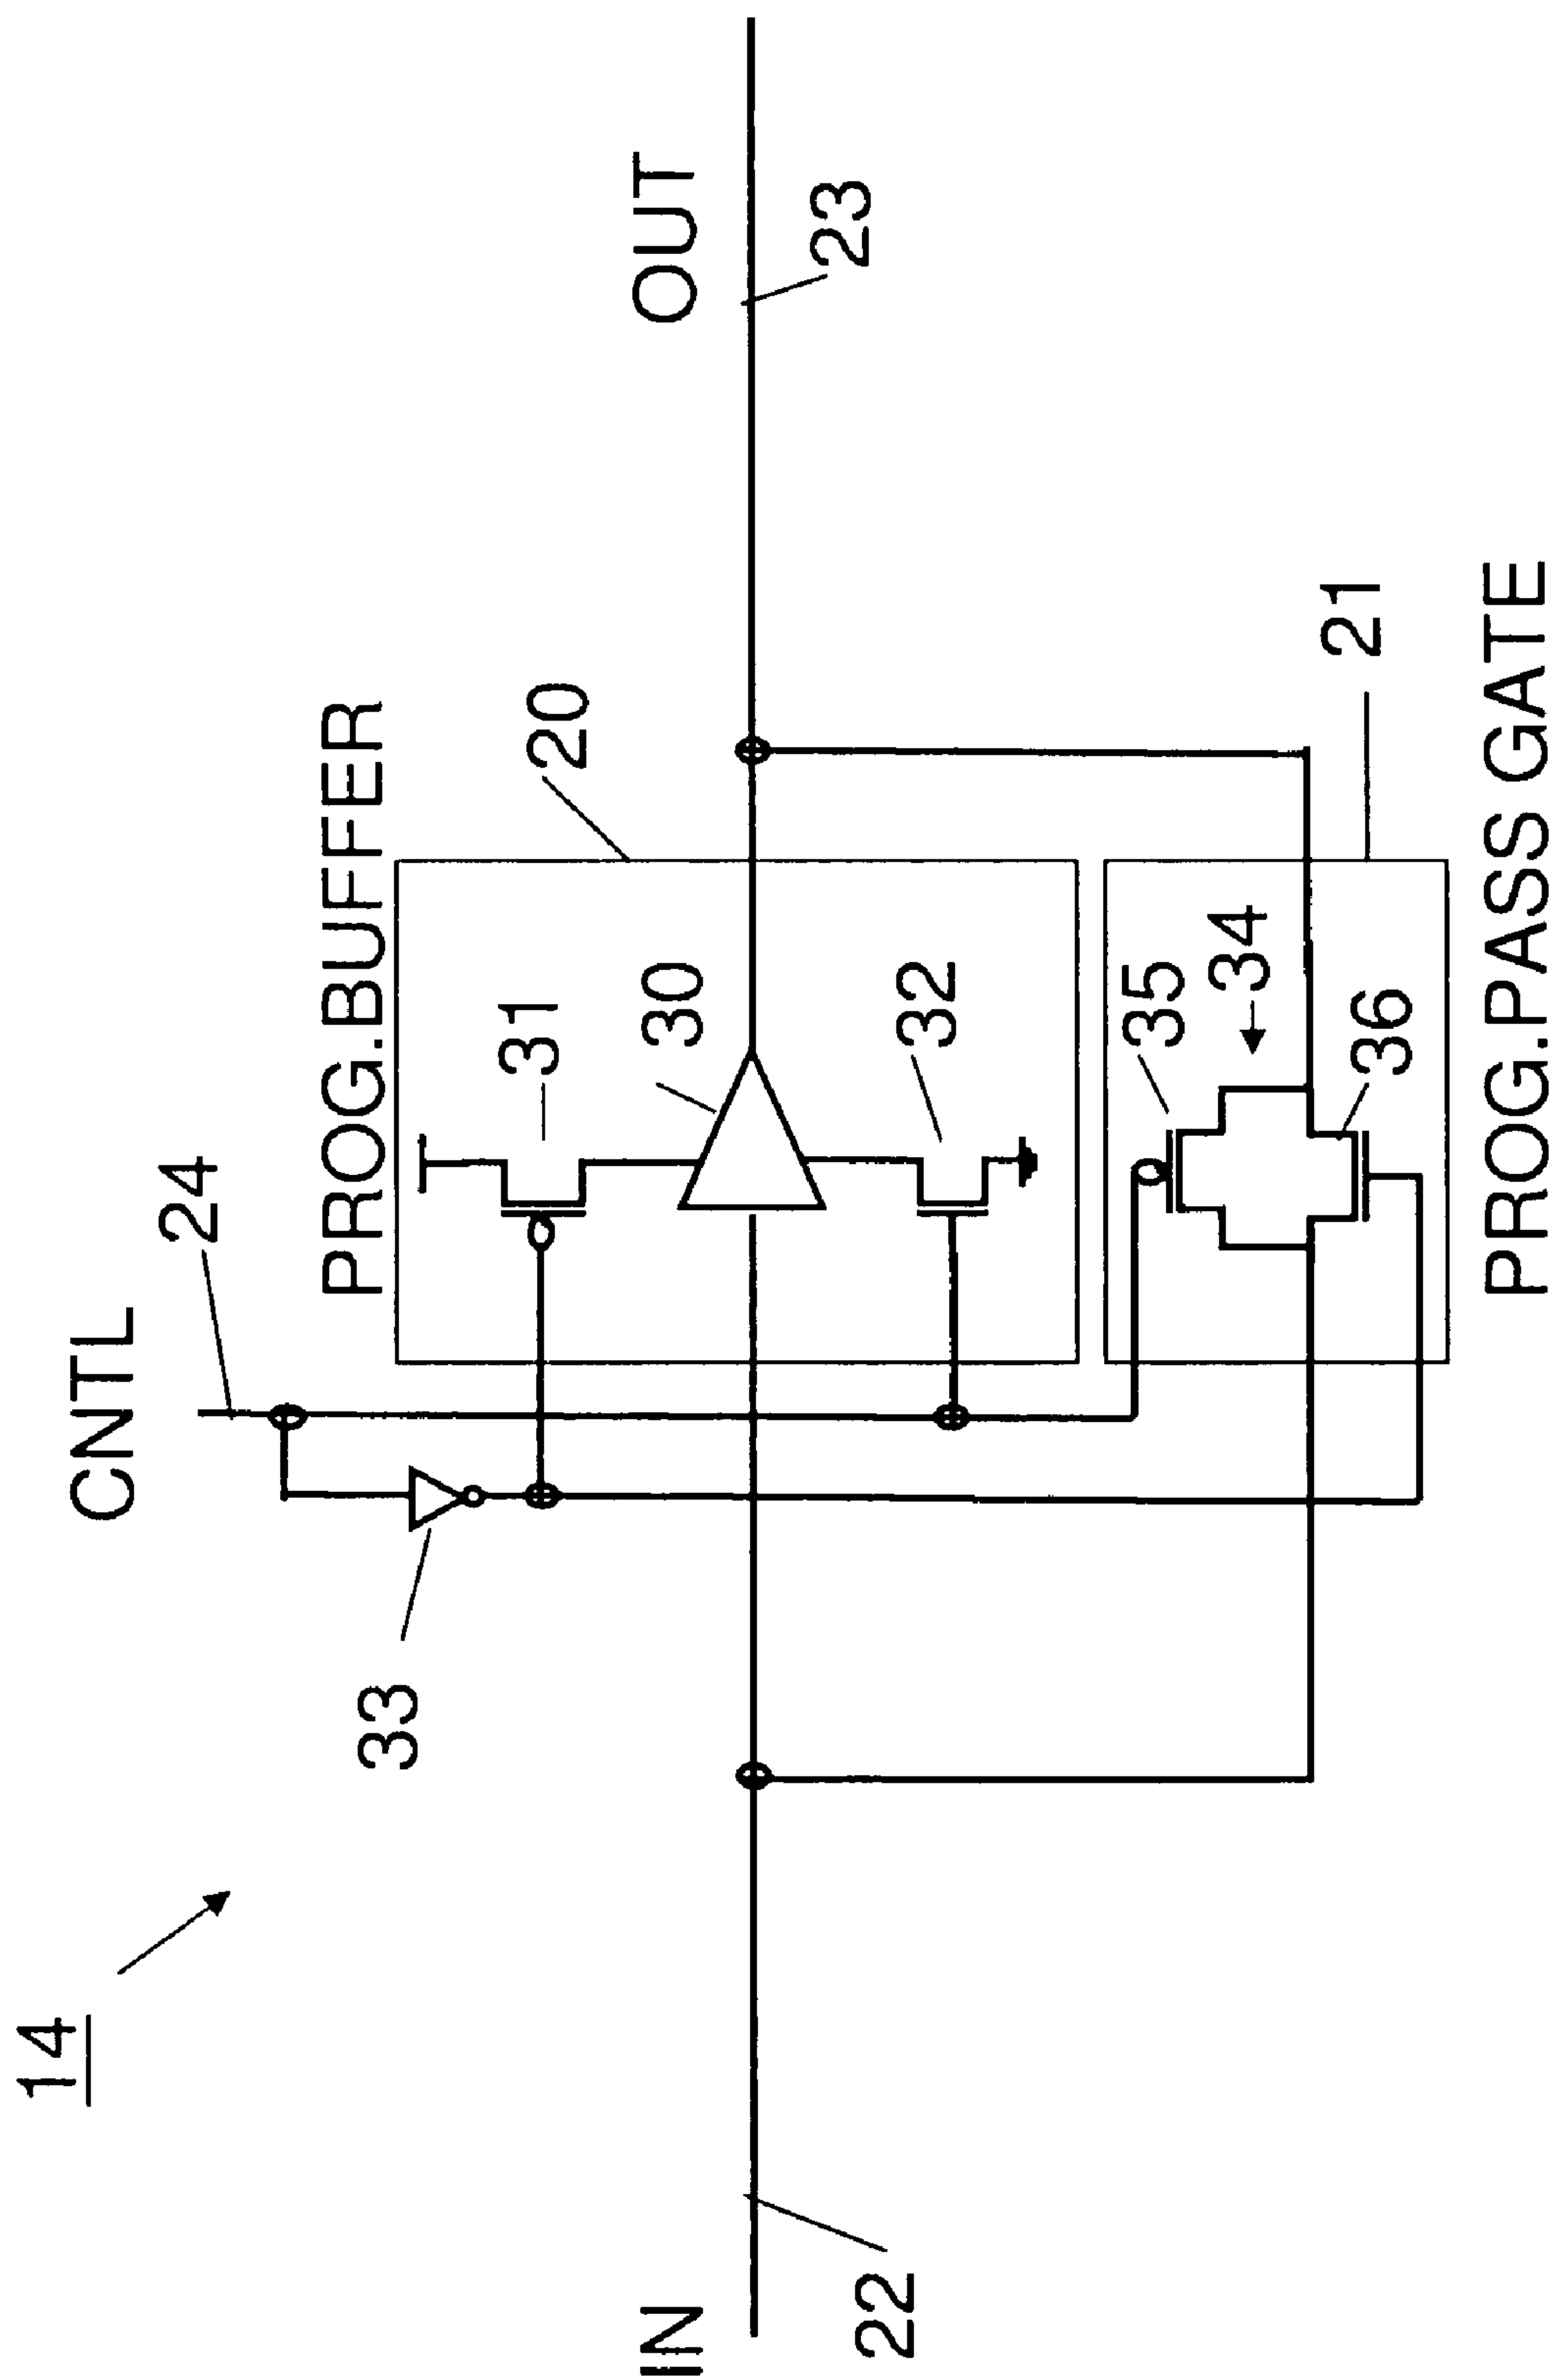 14
CNTL
24
33
PROG.BUFFER
20
31
30
32
IN
22
OUT
23
35
34
36
21
PROG.PASS GATE